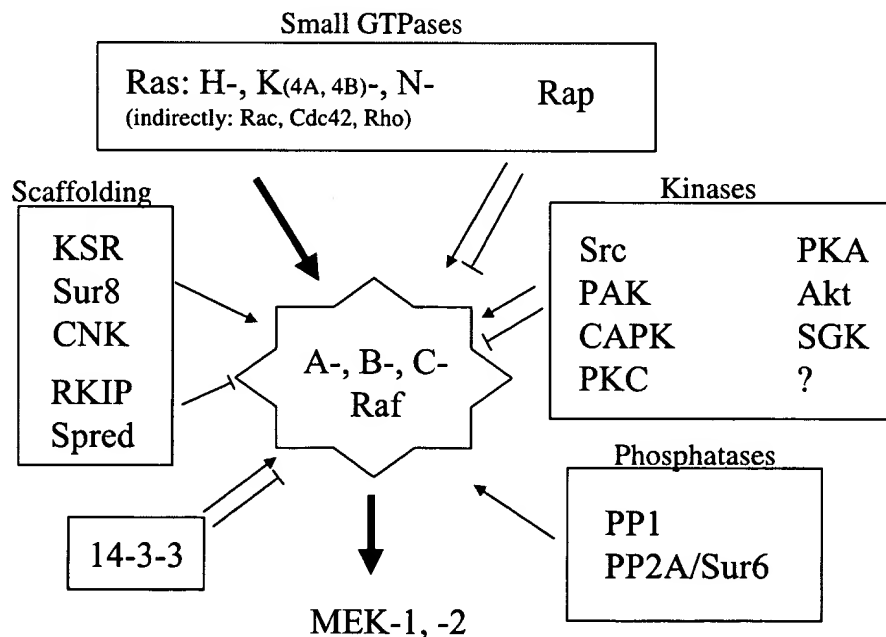 Small GTPases
Ras: H-, K(4A, 4B)-, N-
(indirectly: Rac, Cdc42, Rho)
Rap
Scaffolding
KSR
Sur8
CNK
RKIP
Spred
Kinases
Src PKA
PAK Akt
CAPK SGK
PKC ?
A-, B-, C-
Raf
14-3-3
Phosphatases
PP1
PP2A/Sur6
MEK-1, -2